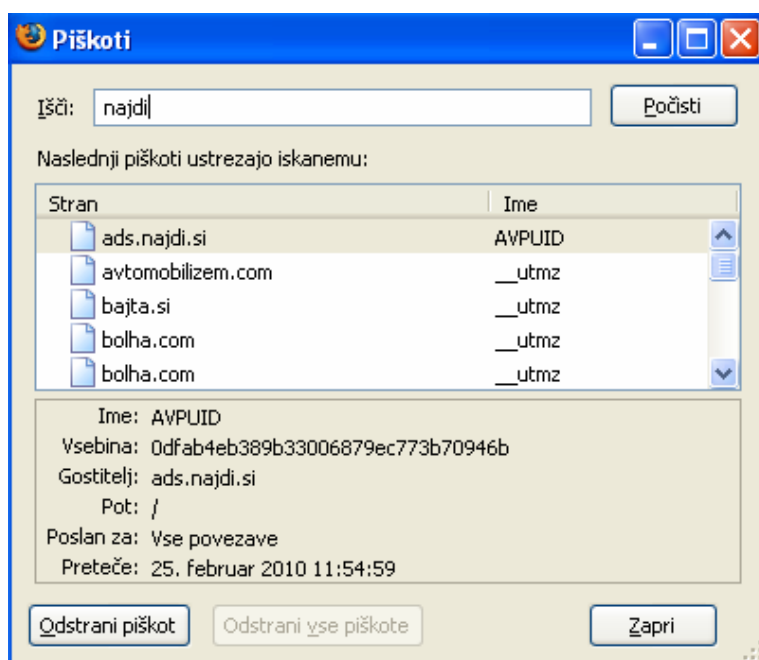 Piškoti
Išči: najdi Počisti
Naslednji piškoti ustrezajo iskanemu:
Stran Ime
ads.najdi.si AVPUID
avtomobilizem.com __utmz
bajta.si __utmz
bolha.com __utmz
bolha.com __utmz
Ime: AVPUID
Vsebina: 0dfab4eb389b33006879ec773b70946b
Gostitelj: ads.najdi.si
Pot: /
Poslan za: Vse povezave
Preteče: 25. februar 2010 11:54:59
Odstrani piškot Odstrani vse piškote Zapri